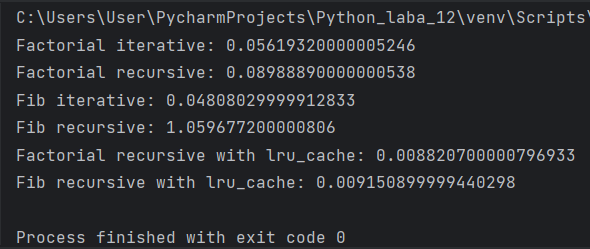 C:\Users\User\PycharmProjects\Python_laba_12\venv\Scripts\
Factorial iterative: 0.05619320000005246
Factorial recursive: 0.08988890000000538
Fib iterative: 0.04808029999912833
Fib recursive: 1.059677200000806
Factorial recursive with lru_cache: 0.008820700000796933
Fib recursive with lru_cache: 0.009150899999440298
Process finished with exit code 0